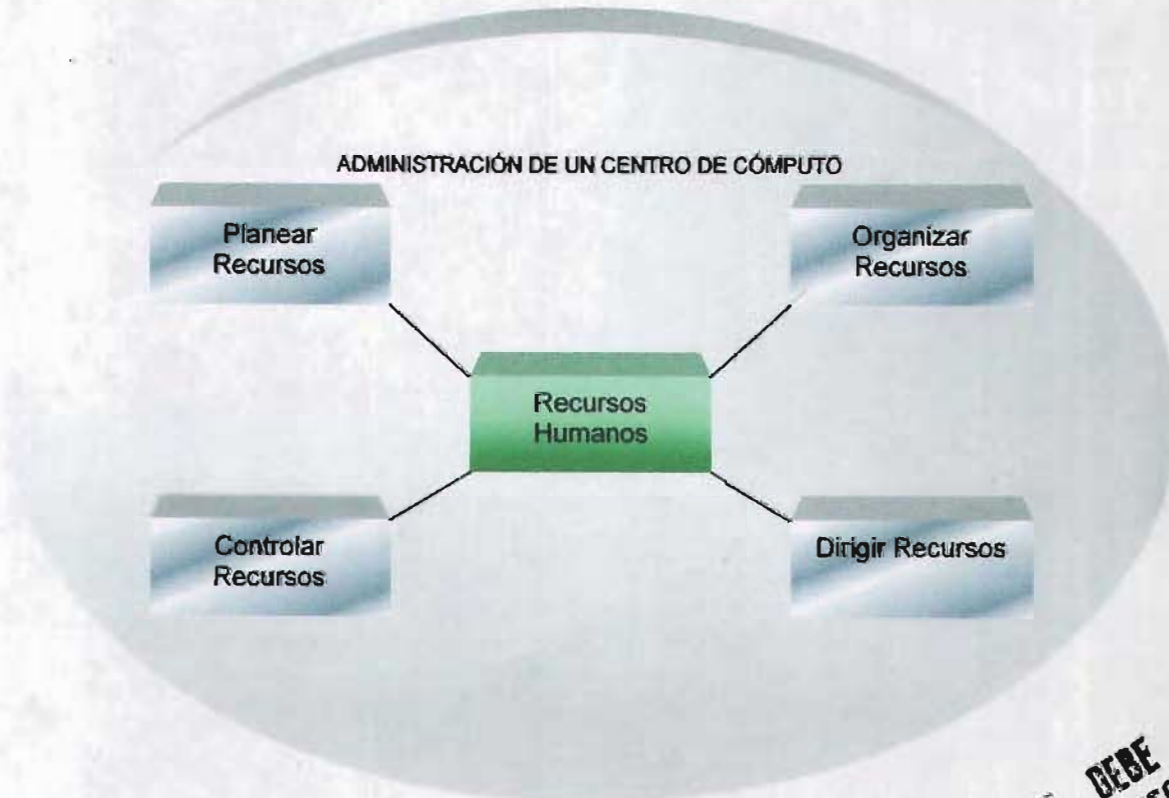 ADMINISTRACIÓN DE UN CENTRO DE CÓMPUTO
Planear
Recursos
Organizar
Recursos
Recursos
Humanos
Controlar
Recursos
Dirigir Recursos
DEBE